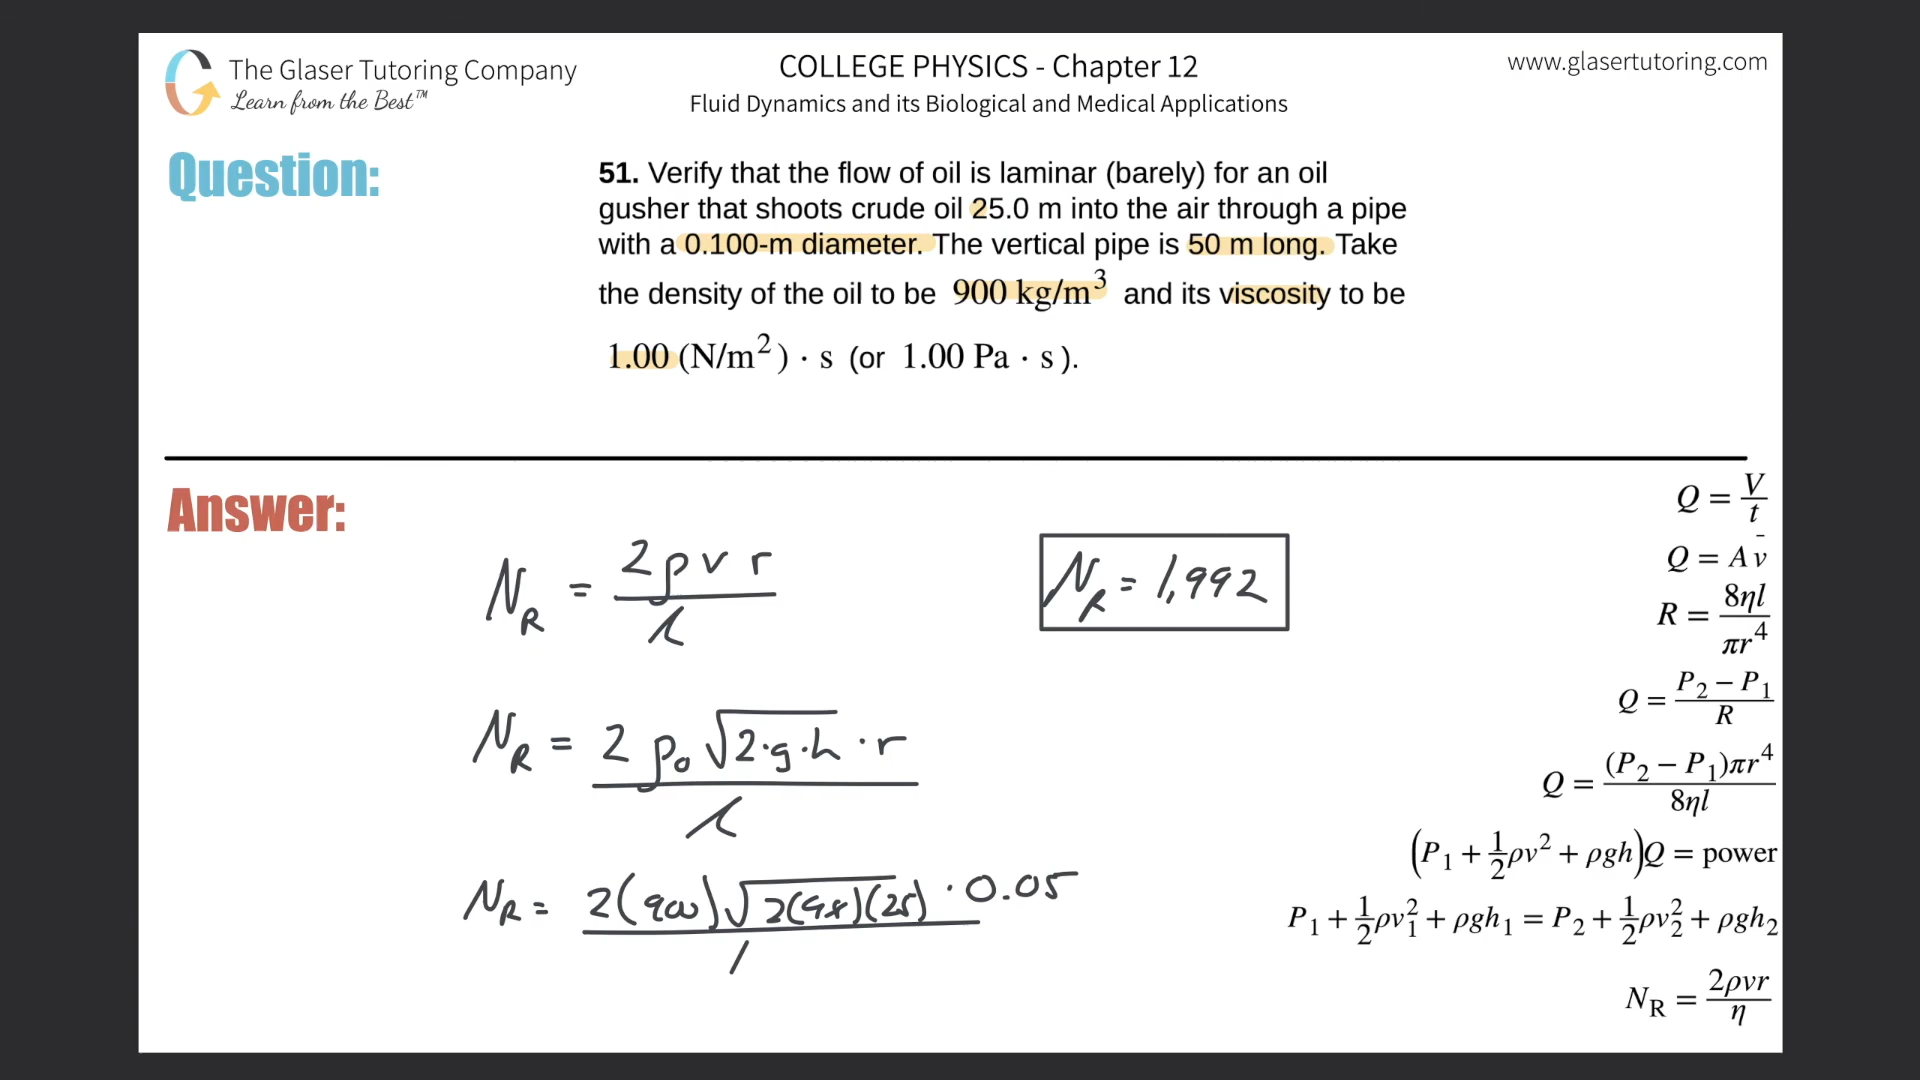 The Glaser Tutoring Company
Learn from the Best™
COLLEGE PHYSICS - Chapter 12
Fluid Dynamics and its Biological and Medical Applications
www.glasertutoring.com
Question:
51. Verify that the flow of oil is laminar (barely) for an oil
gusher that shoots crude oil 25.0 m into the air through a pipe
with a 0.100-m diameter. The vertical pipe is 50 m long. Take
the density of the oil to be 900 kg/m³ and its viscosity to be
1.00 (N/m²) · s (or 1.00 Pa · s ).
Answer:
N_R = 2ρvr / η
N_R = 1,992
N_R = 2 ρ₀ √(2·g·h) · r / η
N_R = 2(900)√(2(9.8)(25)) · 0.05 / 1
Q = V/t
Q = A v̄
R = 8ηl / πr⁴
Q = (P₂ − P₁) / R
Q = (P₂ − P₁)πr⁴ / 8ηl
(P₁ + ½ρv² + ρgh)Q = power
P₁ + ½ρv₁² + ρgh₁ = P₂ + ½ρv₂² + ρgh₂
N_R = 2ρvr / η